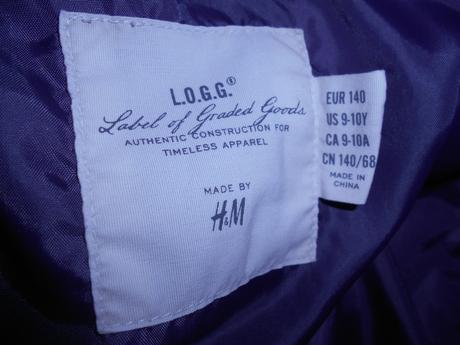 L.O.G.G.®
Label of Graded Goods
AUTHENTIC CONSTRUCTION FOR
TIMELESS APPAREL
MADE BY
H&M
EUR 140
US 9-10Y
CA 9-10A
CN 140/68
MADE IN
CHINA